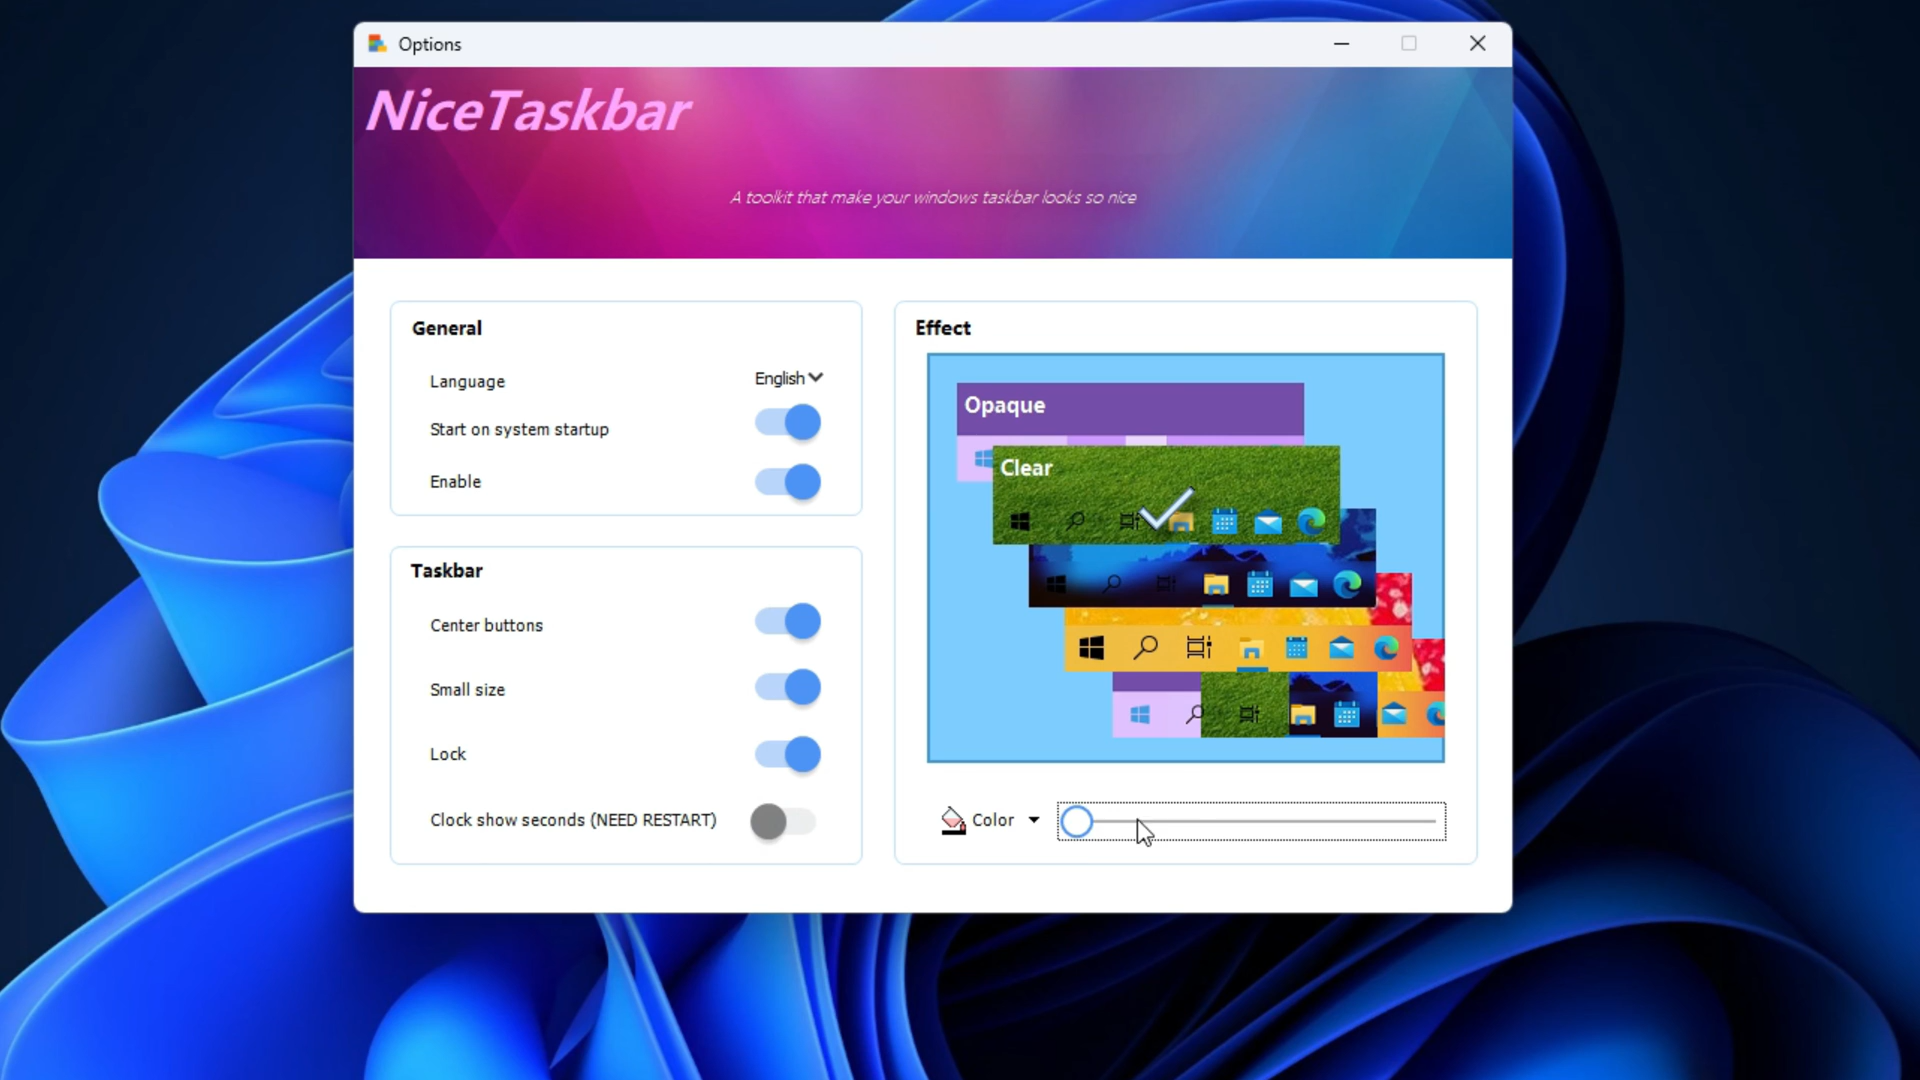 Options
NiceTaskbar
A toolkit that make your windows taskbar looks so nice
General
Language
English
Start on system startup
Enable
Taskbar
Center buttons
Small size
Lock
Clock show seconds (NEED RESTART)
Effect
Opaque
Clear
Color